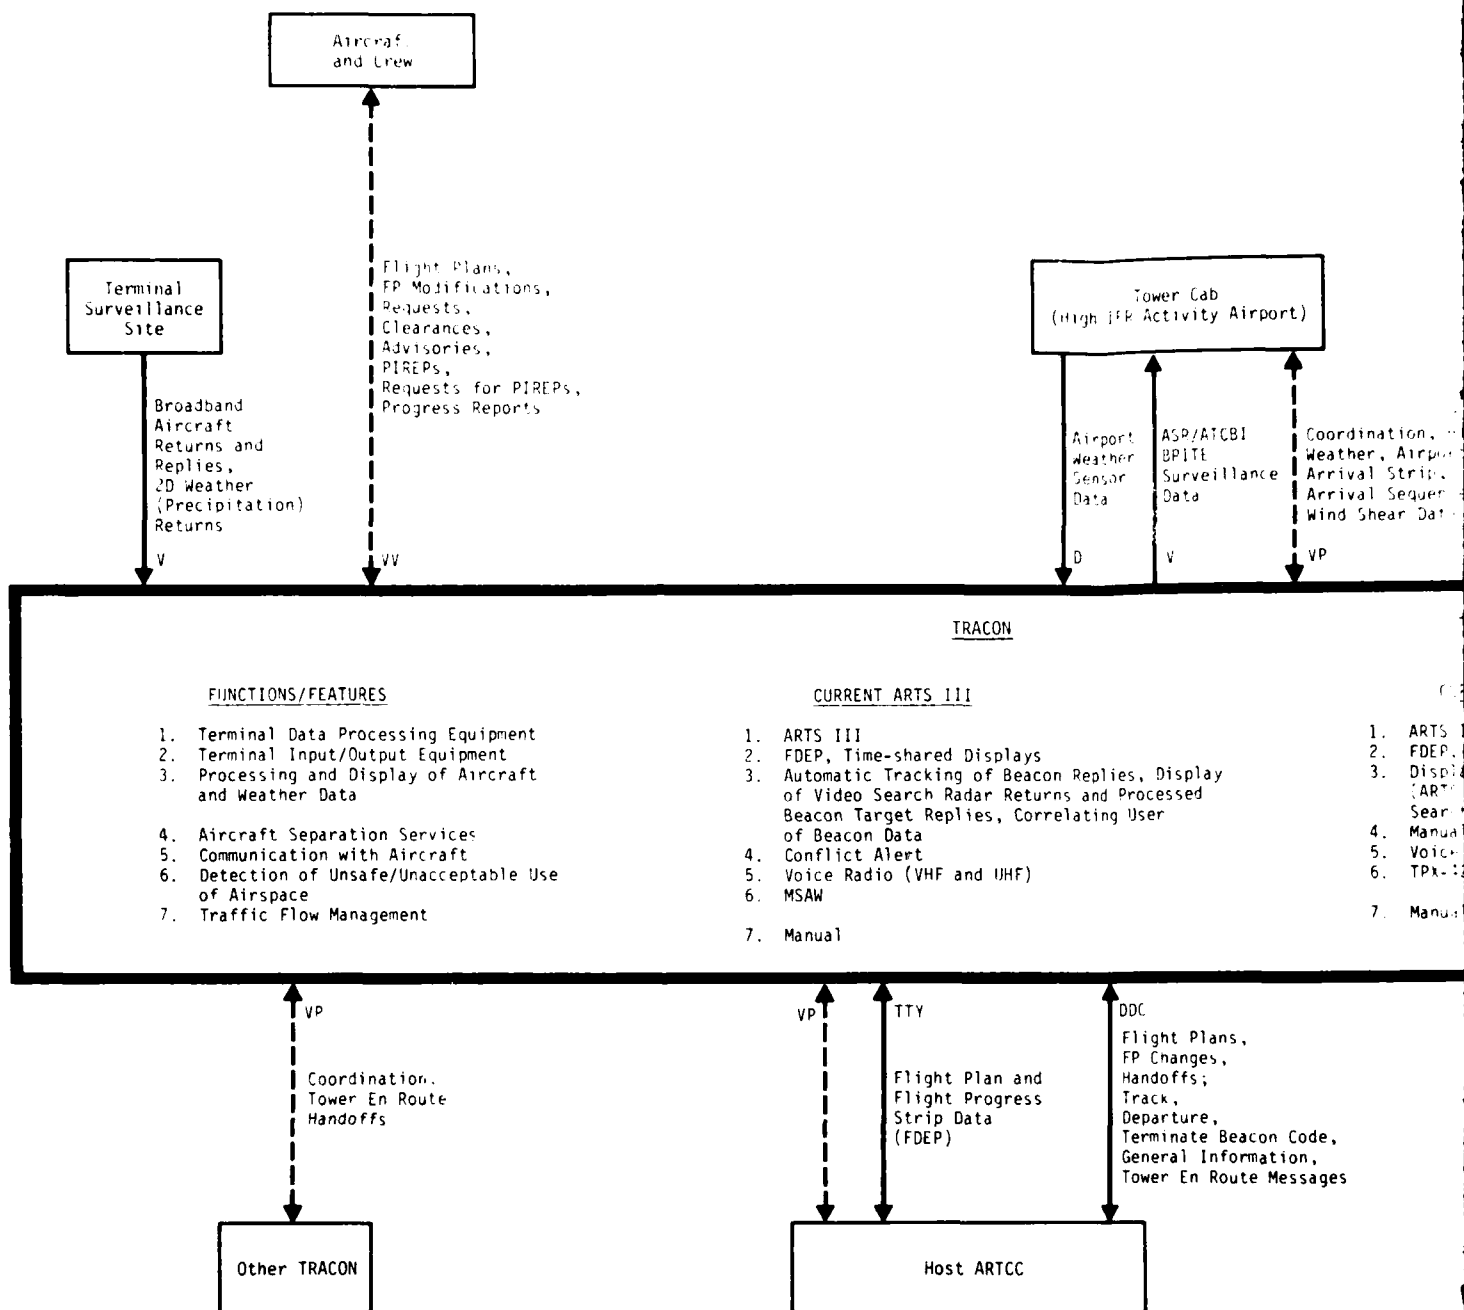 Aircraf
and Crew
Terminal
Surveillance
Site
Flight Plans,
FP Modifications,
Requests,
Clearances,
Advisories,
PIREPs,
Requests for PIREPs,
Progress Reports
Tower Cab
(High IFR Activity Airport)
Broadband
Aircraft
Returns and
Replies,
2D Weather
(Precipitation)
Returns
Airport
Weather
Sensor
Data
ASR/ATCBI
BRITE
Surveillance
Data
Coordination,
Weather,
Arrival Strip,
Arrival
Wind Shear
V
VV
D
V
VP
TRACON
FUNCTIONS/FEATURES
1. Terminal Data Processing Equipment
2. Terminal Input/Output Equipment
3. Processing and Display of Aircraft
and Weather Data
4. Aircraft Separation Services
5. Communication with Aircraft
6. Detection of Unsafe/Unacceptable Use
of Airspace
7. Traffic Flow Management
CURRENT ARTS III
1. ARTS III
2. FDEP, Time-shared Displays
3. Automatic Tracking of Beacon Replies, Display
of Video Search Radar Returns and Processed
Beacon Target Replies, Correlating User
of Beacon Data
4. Conflict Alert
5. Voice Radio (VHF and UHF)
6. MSAW
7. Manual
1. ARTS
2. FDEP,
3.
4. Manual
5.
6.
7.
VP
Coordination,
Tower En Route
Handoffs
VP
TTY
Flight Plan and
Flight Progress
Strip Data
(FDEP)
DDC
Flight Plans,
FP Changes,
Handoffs;
Track,
Departure,
Terminate Beacon Code,
General Information,
Tower En Route Messages
Other TRACON
Host ARTCC